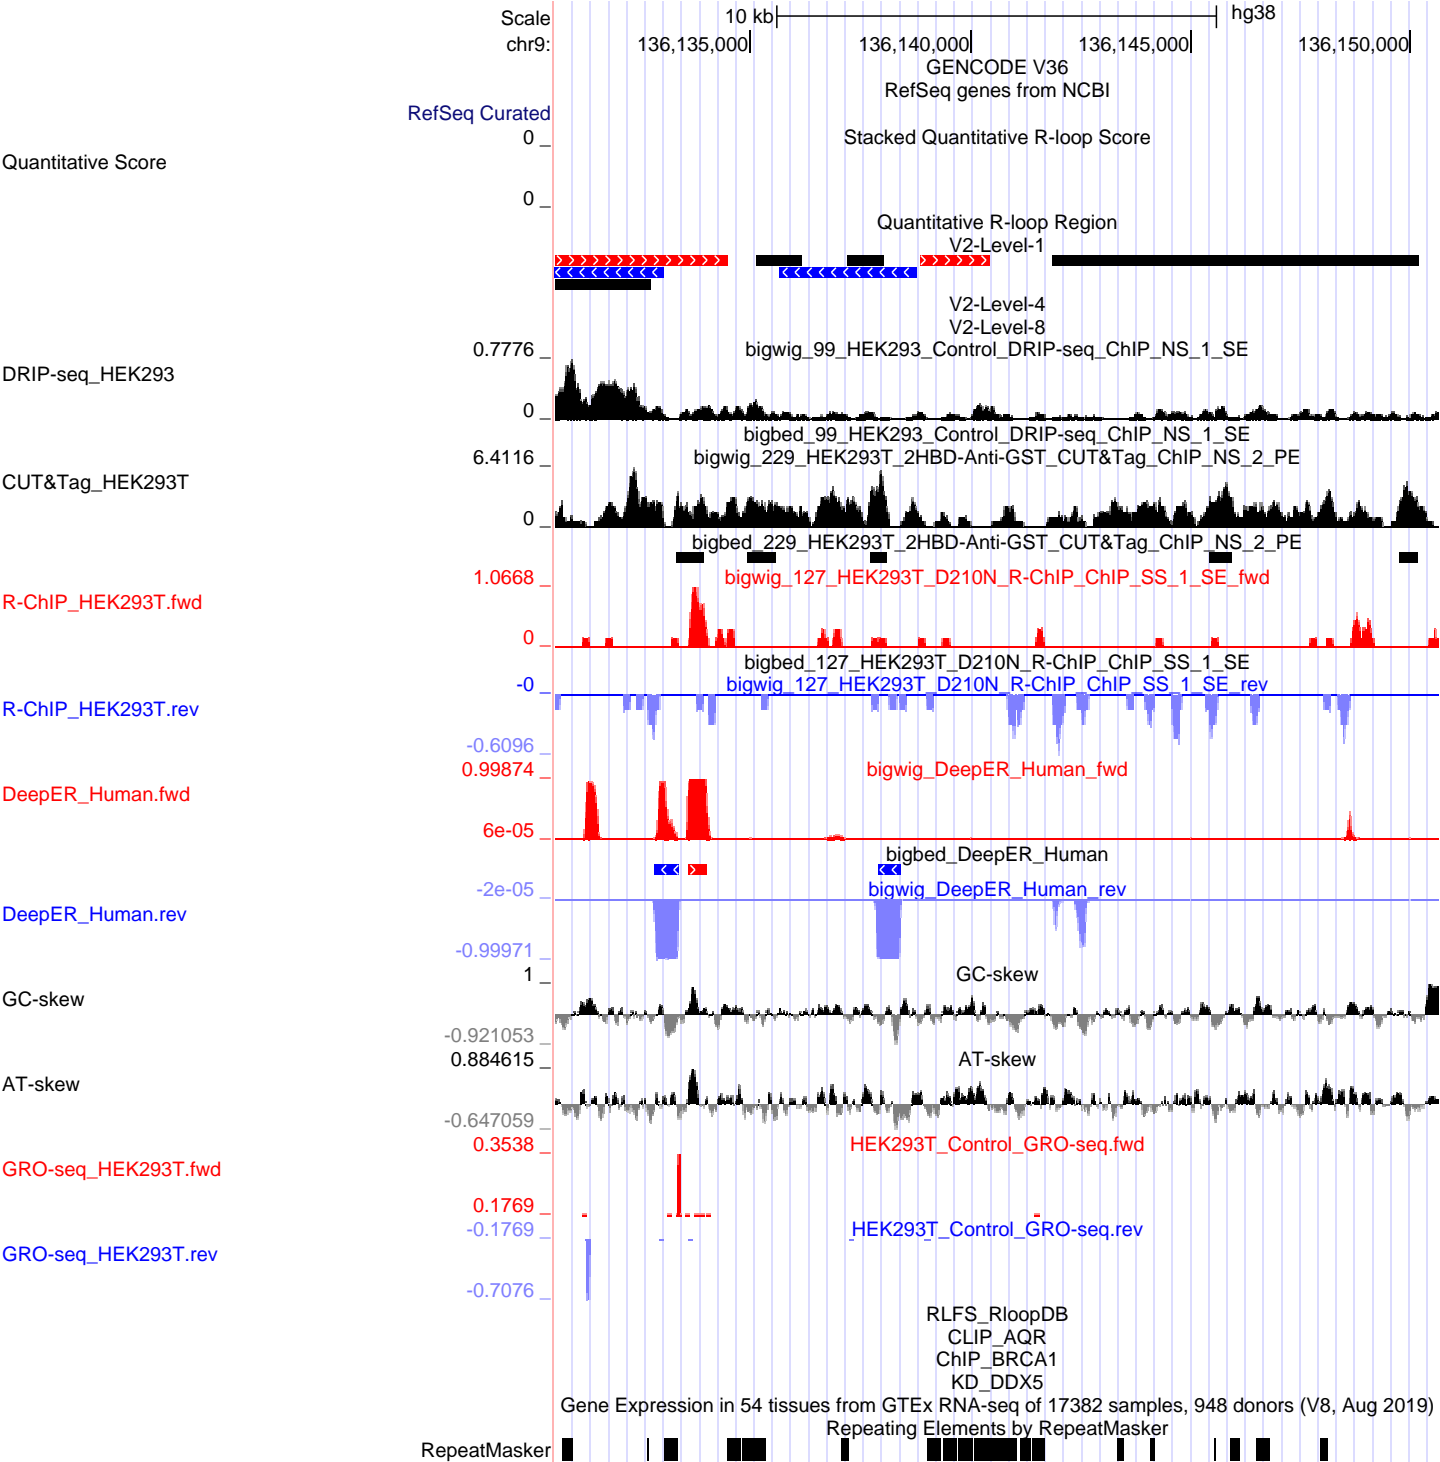 Scale 10 kb hg38
chr9: 136,135,000 136,140,000 136,145,000 136,150,000
GENCODE V36
RefSeq genes from NCBI
RefSeq Curated
0 _ Stacked Quantitative R-loop Score
Quantitative Score
0 _
Quantitative R-loop Region
V2-Level-1
V2-Level-4
V2-Level-8
0.7776 _ bigwig_99_HEK293_Control_DRIP-seq_ChIP_NS_1_SE
DRIP-seq_HEK293
0 _
bigbed_99_HEK293_Control_DRIP-seq_ChIP_NS_1_SE
6.4116 _ bigwig_229_HEK293T_2HBD-Anti-GST_CUT&Tag_ChIP_NS_2_PE
CUT&Tag_HEK293T
0 _
bigbed_229_HEK293T_2HBD-Anti-GST_CUT&Tag_ChIP_NS_2_PE
1.0668 _ bigwig_127_HEK293T_D210N_R-ChIP_ChIP_SS_1_SE_fwd
R-ChIP_HEK293T.fwd
0 _
bigbed_127_HEK293T_D210N_R-ChIP_ChIP_SS_1_SE
-0 _ bigwig_127_HEK293T_D210N_R-ChIP_ChIP_SS_1_SE_rev
R-ChIP_HEK293T.rev
-0.6096 _
0.99874 _ bigwig_DeepER_Human_fwd
DeepER_Human.fwd
6e-05 _
bigbed_DeepER_Human
-2e-05 _ bigwig_DeepER_Human_rev
DeepER_Human.rev
-0.99971 _
1 _ GC-skew
GC-skew
-0.921053 _
0.884615 _ AT-skew
AT-skew
-0.647059 _
0.3538 _ HEK293T_Control_GRO-seq.fwd
GRO-seq_HEK293T.fwd
0.1769 _
-0.1769 _ HEK293T_Control_GRO-seq.rev
GRO-seq_HEK293T.rev
-0.7076 _
RLFS_RloopDB
CLIP_AQR
ChIP_BRCA1
KD_DDX5
Gene Expression in 54 tissues from GTEx RNA-seq of 17382 samples, 948 donors (V8, Aug 2019)
Repeating Elements by RepeatMasker
RepeatMasker